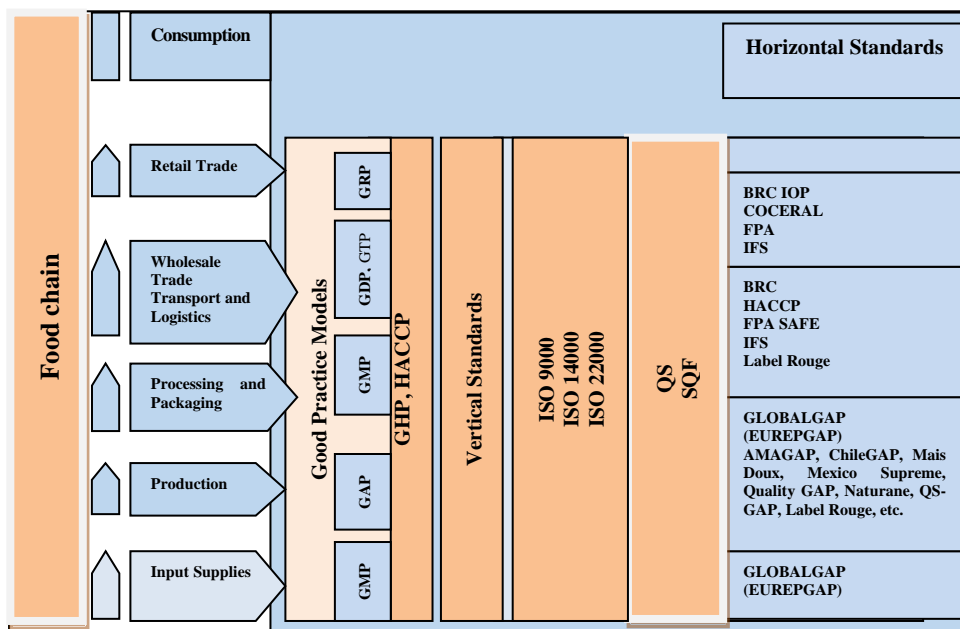 Food chain
Consumption
Retail Trade
Wholesale
Trade
Transport and
Logistics
Processing and
Packaging
Production
Input Supplies
Good Practice Models
GRP
GDP. GTP
GMP
GAP
GMP
GHP, HACCP
Vertical Standards
ISO 9000
ISO 14000
ISO 22000
QS
SQF
Horizontal Standards
BRC IOP
COCERAL
FPA
IFS
BRC
HACCP
FPA SAFE
IFS
Label Rouge
GLOBALGAP
(EUREPGAP)
AMAGAP, ChileGAP, Mais
Doux, Mexico Supreme,
Quality GAP, Naturane, QS-
GAP, Label Rouge, etc.
GLOBALGAP
(EUREPGAP)